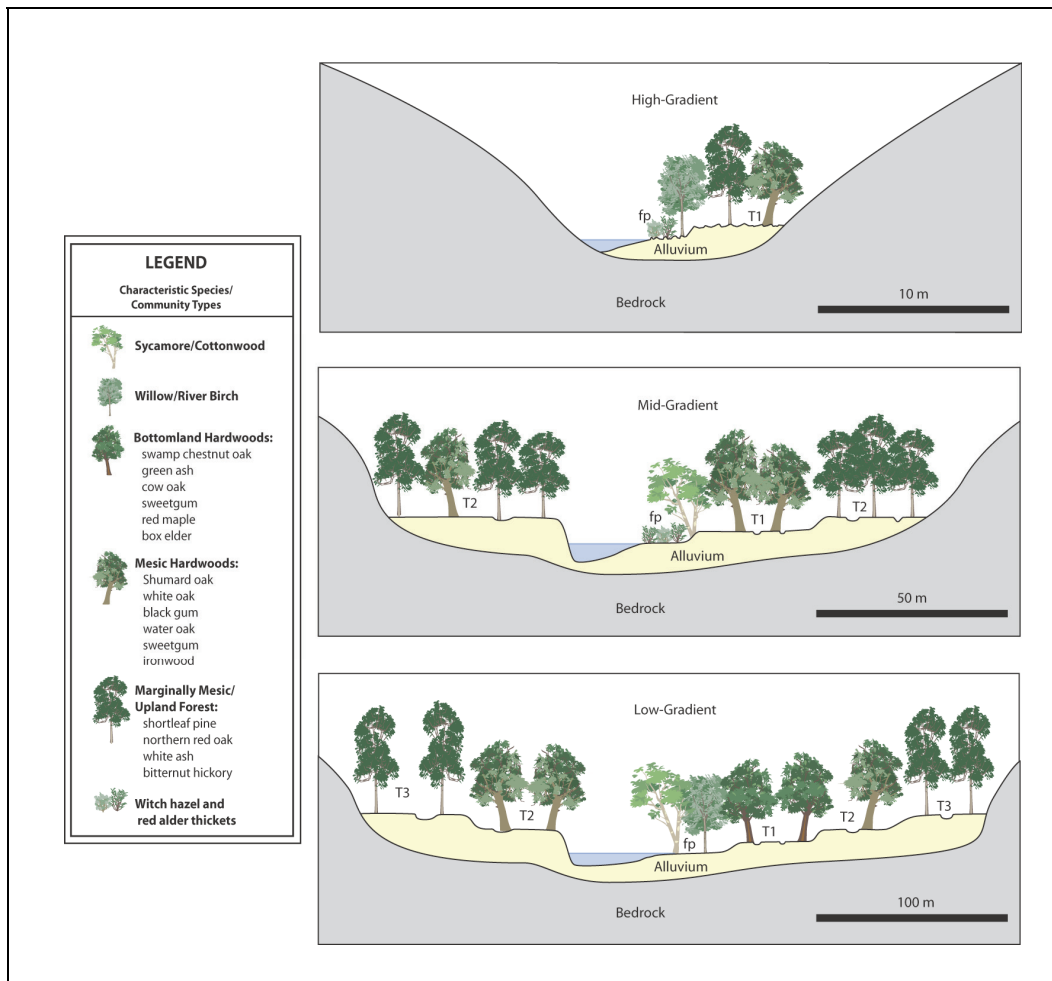 LEGEND
Characteristic Species/
Community Types
Sycamore/Cottonwood
Willow/River Birch
Bottomland Hardwoods:
swamp chestnut oak
green ash
cow oak
sweetgum
red maple
box elder
Mesic Hardwoods:
Shumard oak
white oak
black gum
water oak
sweetgum
ironwood
Marginally Mesic/
Upland Forest:
shortleaf pine
northern red oak
white ash
bitternut hickory
Witch hazel and
red alder thickets
High-Gradient
fp
T1
Alluvium
Bedrock
10 m
Mid-Gradient
T2
fp
T1
T2
Alluvium
Bedrock
50 m
Low-Gradient
T3
T2
fp
T1
T2
T3
Alluvium
Bedrock
100 m